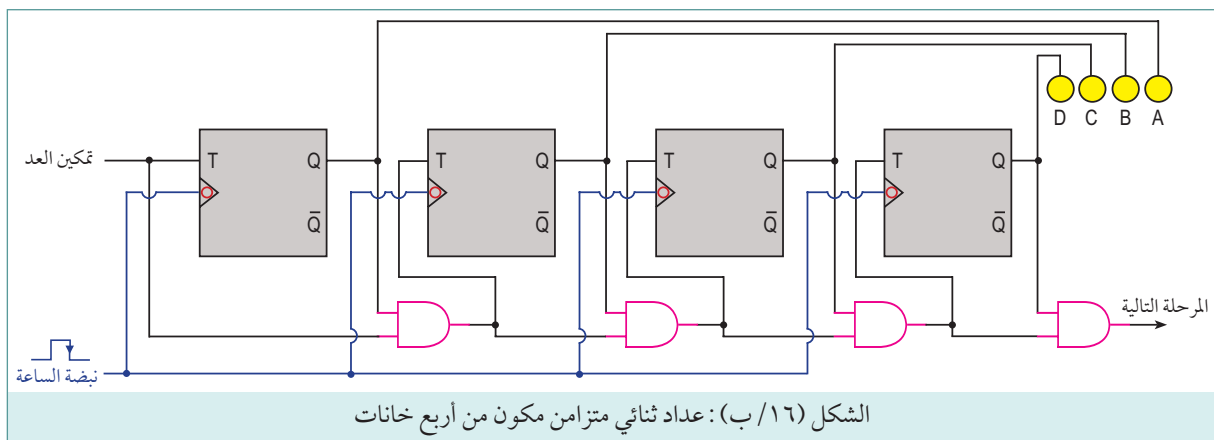 D C B A
تمكين العد
T Q T Q T Q T Q
Q̅ Q̅ Q̅ Q̅
المرحلة التالية
نبضة الساعة
الشكل (١٦/ ب): عداد ثنائي متزامن مكون من أربع خانات